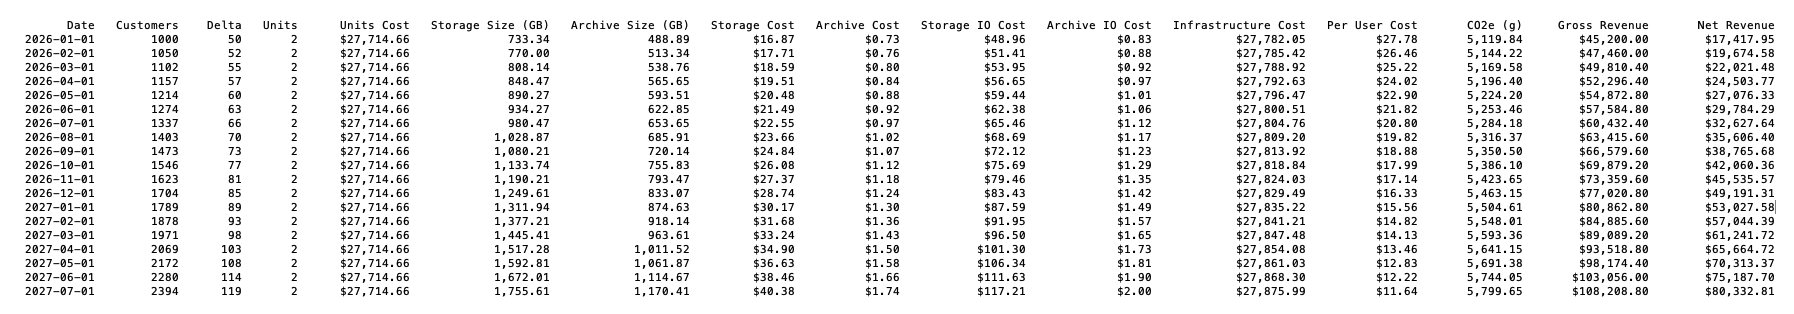 Date Customers Delta Units Units Cost Storage Size (GB) Archive Size (GB) Storage Cost Archive Cost Storage IO Cost Archive IO Cost Infrastructure Cost Per User Cost CO2e (g) Gross Revenue Net Revenue
2026-01-01 1000 50 2 $27,714.66 733.34 488.89 $16.87 $0.73 $48.96 $0.83 $27,782.05 $27.78 5,119.84 $45,200.00 $17,417.95
2026-02-01 1050 52 2 $27,714.66 770.00 513.34 $17.71 $0.76 $51.41 $0.88 $27,785.42 $26.46 5,144.22 $47,460.00 $19,674.58
2026-03-01 1102 55 2 $27,714.66 808.14 538.76 $18.59 $0.80 $53.95 $0.92 $27,788.92 $25.22 5,169.58 $49,810.40 $22,021.48
2026-04-01 1157 57 2 $27,714.66 848.47 565.65 $19.51 $0.84 $56.65 $0.97 $27,792.63 $24.02 5,196.40 $52,296.40 $24,503.77
2026-05-01 1214 60 2 $27,714.66 890.27 593.51 $20.48 $0.88 $59.44 $1.01 $27,796.47 $22.90 5,224.20 $54,872.80 $27,076.33
2026-06-01 1274 63 2 $27,714.66 934.27 622.85 $21.49 $0.92 $62.38 $1.06 $27,800.51 $21.82 5,253.46 $57,584.80 $29,784.29
2026-07-01 1337 66 2 $27,714.66 980.47 653.65 $22.55 $0.97 $65.46 $1.12 $27,804.76 $20.80 5,284.18 $60,432.40 $32,627.64
2026-08-01 1403 70 2 $27,714.66 1,028.87 685.91 $23.66 $1.02 $68.69 $1.17 $27,809.20 $19.82 5,316.37 $63,415.60 $35,606.40
2026-09-01 1473 73 2 $27,714.66 1,080.21 720.14 $24.84 $1.07 $72.12 $1.23 $27,813.92 $18.88 5,350.50 $66,579.60 $38,765.68
2026-10-01 1546 77 2 $27,714.66 1,133.74 755.83 $26.08 $1.12 $75.69 $1.29 $27,818.84 $17.99 5,386.10 $69,879.20 $42,060.36
2026-11-01 1623 81 2 $27,714.66 1,190.21 793.47 $27.37 $1.18 $79.46 $1.35 $27,824.03 $17.14 5,423.65 $73,359.60 $45,535.57
2026-12-01 1704 85 2 $27,714.66 1,249.61 833.07 $28.74 $1.24 $83.43 $1.42 $27,829.49 $16.33 5,463.15 $77,020.80 $49,191.31
2027-01-01 1789 89 2 $27,714.66 1,311.94 874.63 $30.17 $1.30 $87.59 $1.49 $27,835.22 $15.56 5,504.61 $80,862.80 $53,027.58
2027-02-01 1878 93 2 $27,714.66 1,377.21 918.14 $31.68 $1.36 $91.95 $1.57 $27,841.21 $14.82 5,548.01 $84,885.60 $57,044.39
2027-03-01 1971 98 2 $27,714.66 1,445.41 963.61 $33.24 $1.43 $96.50 $1.65 $27,847.48 $14.13 5,593.36 $89,089.20 $61,241.72
2027-04-01 2069 103 2 $27,714.66 1,517.28 1,011.52 $34.90 $1.50 $101.30 $1.73 $27,854.08 $13.46 5,641.15 $93,518.80 $65,664.72
2027-05-01 2172 108 2 $27,714.66 1,592.81 1,061.87 $36.63 $1.58 $106.34 $1.81 $27,861.03 $12.83 5,691.38 $98,174.40 $70,313.37
2027-06-01 2280 114 2 $27,714.66 1,672.01 1,114.67 $38.46 $1.66 $111.63 $1.90 $27,868.30 $12.22 5,744.05 $103,056.00 $75,187.70
2027-07-01 2394 119 2 $27,714.66 1,755.61 1,170.41 $40.38 $1.74 $117.21 $2.00 $27,875.99 $11.64 5,799.65 $108,208.80 $80,332.81